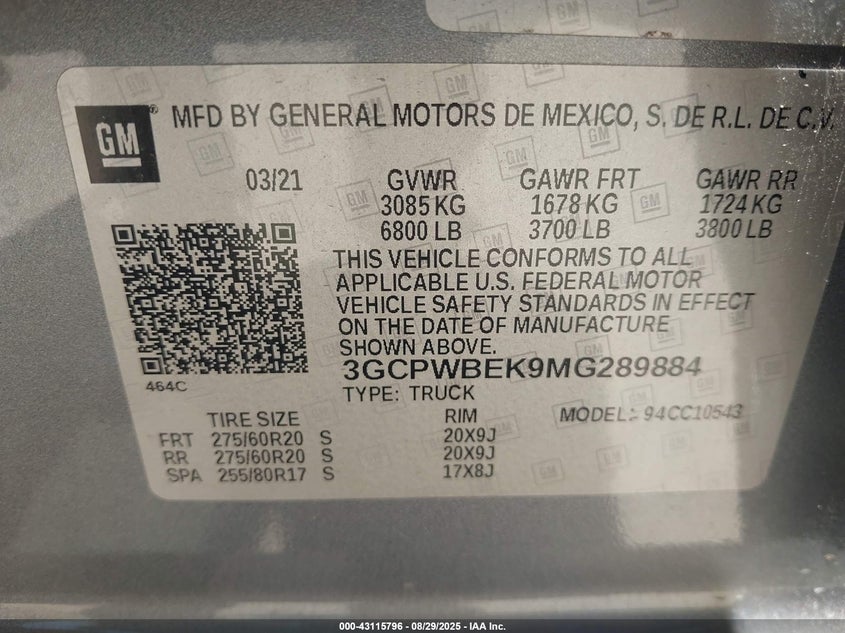 GM
® MFD BY GENERAL MOTORS DE MEXICO, S. DE R.L. DE C.V.
03/21 GVWR GAWR FRT GAWR RR
3085 KG 1678 KG 1724 KG
6800 LB 3700 LB 3800 LB
THIS VEHICLE CONFORMS TO ALL
APPLICABLE U.S. FEDERAL MOTOR
VEHICLE SAFETY STANDARDS IN EFFECT
ON THE DATE OF MANUFACTURE
SHOWN ABOVE.
3GCPWBEK9MG289884
464C
TYPE: TRUCK
TIRE SIZE RIM MODEL: 94CC10543
FRT 275/60R20 S 20X9J
RR 275/60R20 S 20X9J
SPA 255/80R17 S 17X8J
000-43115796 - 08/29/2025 - IAA Inc.